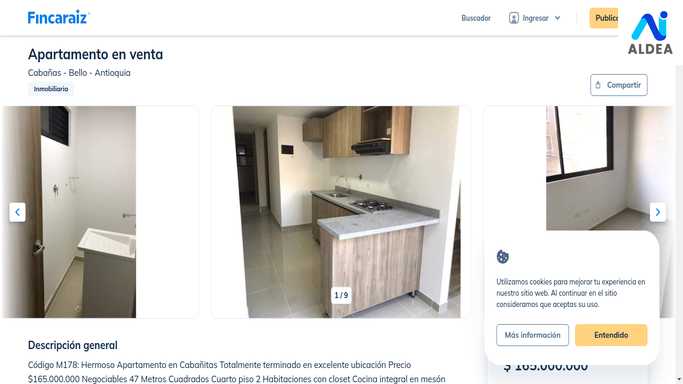 Fincaraiz
Buscador
Ingresar
Public
ALDEA
Apartamento en venta
Cabañas - Bello - Antioquia
Inmobiliario
Compartir
1 / 9
Utilizamos cookies para mejorar tu experiencia en
nuestro sitio web. Al continuar en el sitio
consideramos que aceptas su uso.
Más información
Entendido
$ 165.000.000
Descripción general
Código M178: Hermoso Apartamento en Cabañitas Totalmente terminado en excelente ubicación Precio
$165.000.000 Negociables 47 Metros Cuadrados Cuarto piso 2 Habitaciones con closet Cocina integral en mesón